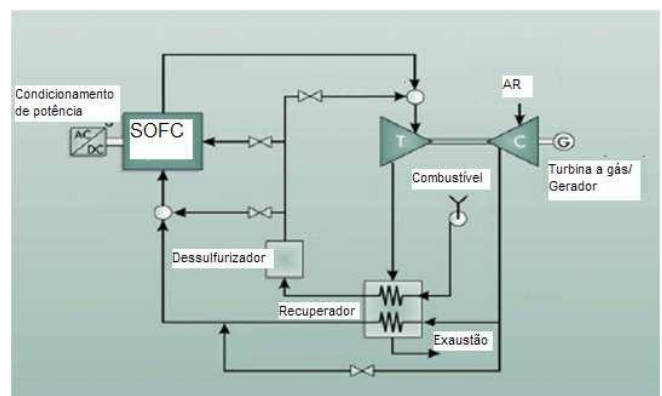 Condicionamento
de potência
AC
DC
SOFC
AR
T
C
G
Turbina a gás/
Gerador
Combustível
Dessulfurizador
Recuperador
Exaustão